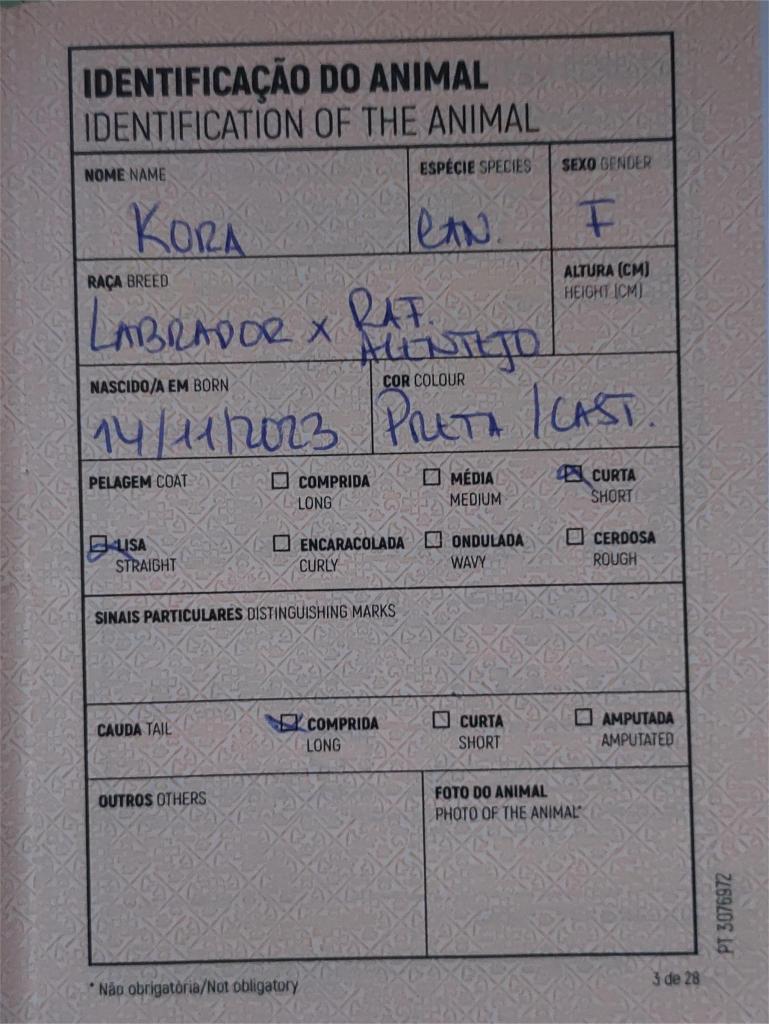 IDENTIFICAÇÃO DO ANIMAL
IDENTIFICATION OF THE ANIMAL
NOME NAME
ESPÉCIE SPECIES
SEXO GENDER
KORA
CAN.
F
RAÇA BREED
ALTURA (CM)
HEIGHT (CM)
LABRADOR X RAF.
ALENTEJO
NASCIDO/A EM BORN
COR COLOUR
14/11/2023
PRETA / CAST.
PELAGEM COAT
COMPRIDA
LONG
MÉDIA
MEDIUM
CURTA
SHORT
LISA
STRAIGHT
ENCARACOLADA
CURLY
ONDULADA
WAVY
CERDOSA
ROUGH
SINAIS PARTICULARES DISTINGUISHING MARKS
CAUDA TAIL
COMPRIDA
LONG
CURTA
SHORT
AMPUTADA
AMPUTATED
OUTROS OTHERS
FOTO DO ANIMAL
PHOTO OF THE ANIMAL*
PT 3076972
* Não obrigatória/Not obligatory
3 de 28